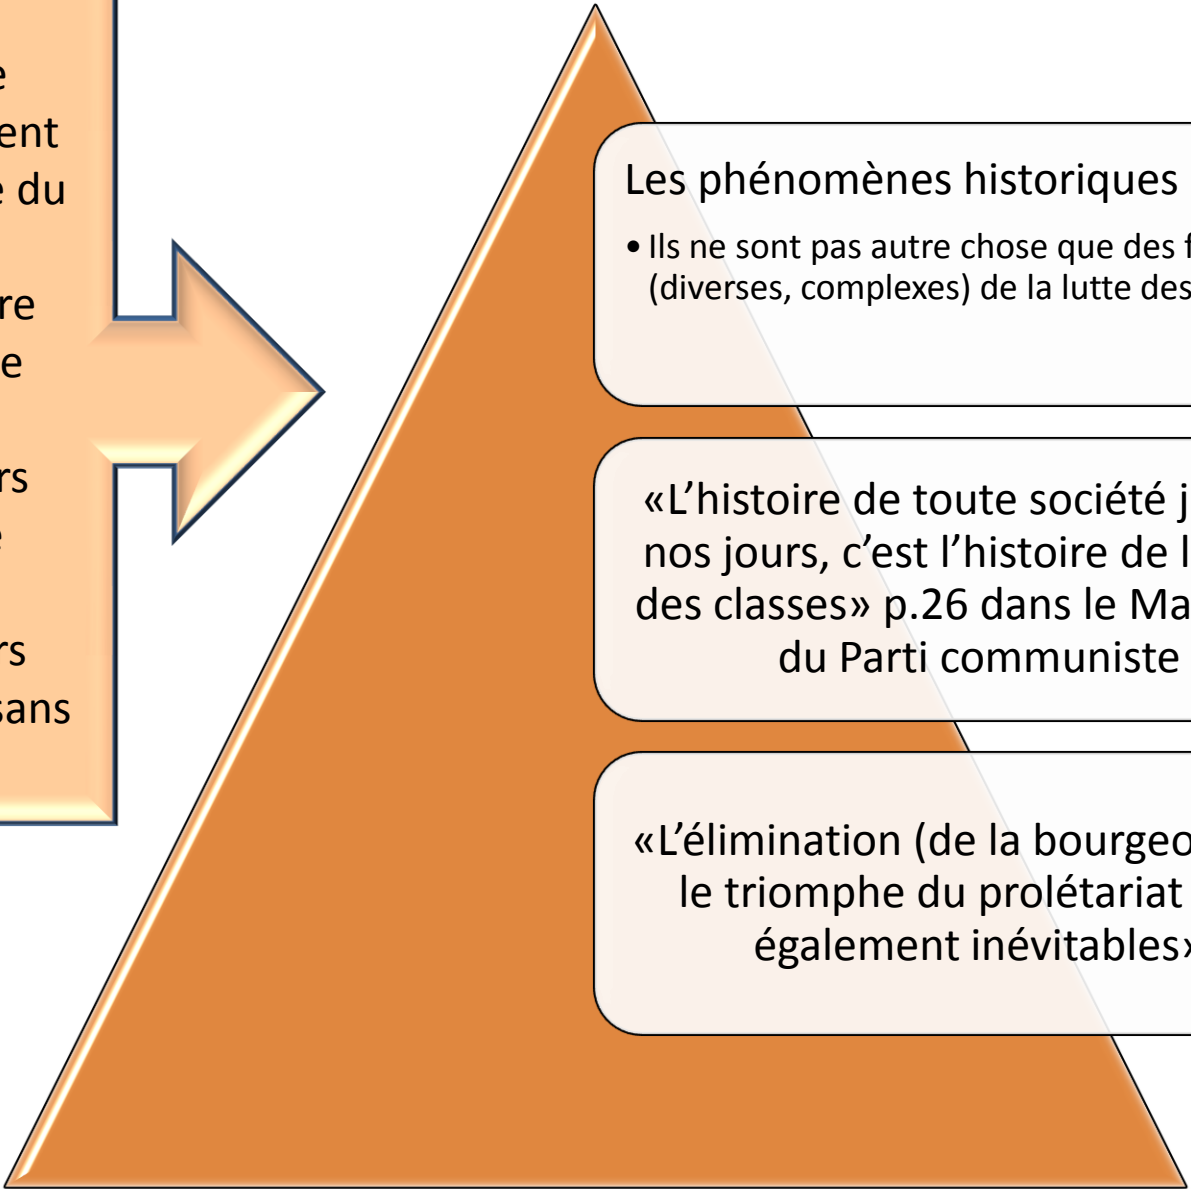 e
ent
e du
re
e
rs
e
rs
sans
Les phénomènes historiques
• Ils ne sont pas autre chose que des f
(diverses, complexes) de la lutte des
«L’histoire de toute société j
nos jours, c’est l’histoire de l
des classes» p.26 dans le Ma
du Parti communiste
«L’élimination (de la bourgeo
le triomphe du prolétariat
également inévitables»